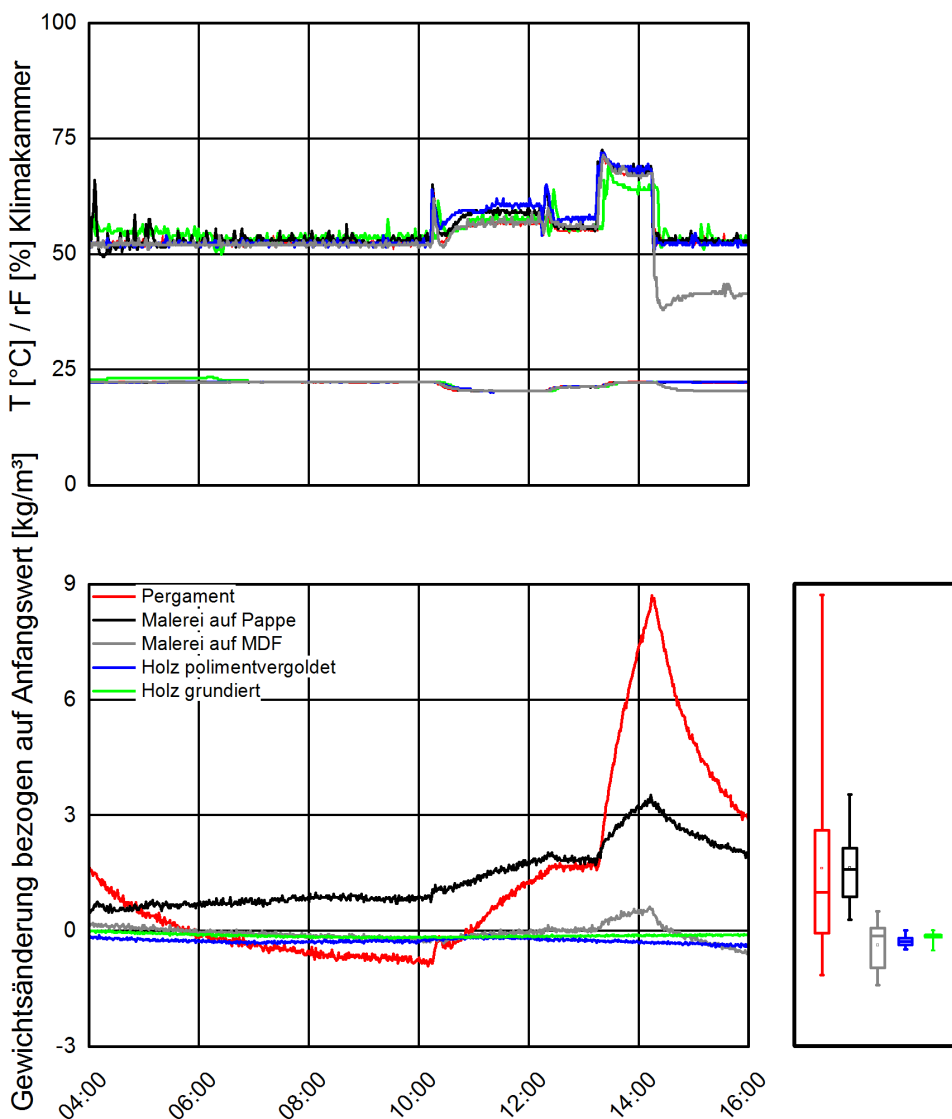 100
75
50
25
0
T [°C] / rF [%] Klimakammer
9
6
3
0
-3
Gewichtsänderung bezogen auf Anfangswert [kg/m³]
Pergament
Malerei auf Pappe
Malerei auf MDF
Holz polimentvergoldet
Holz grundiert
04:00
06:00
08:00
10:00
12:00
14:00
16:00